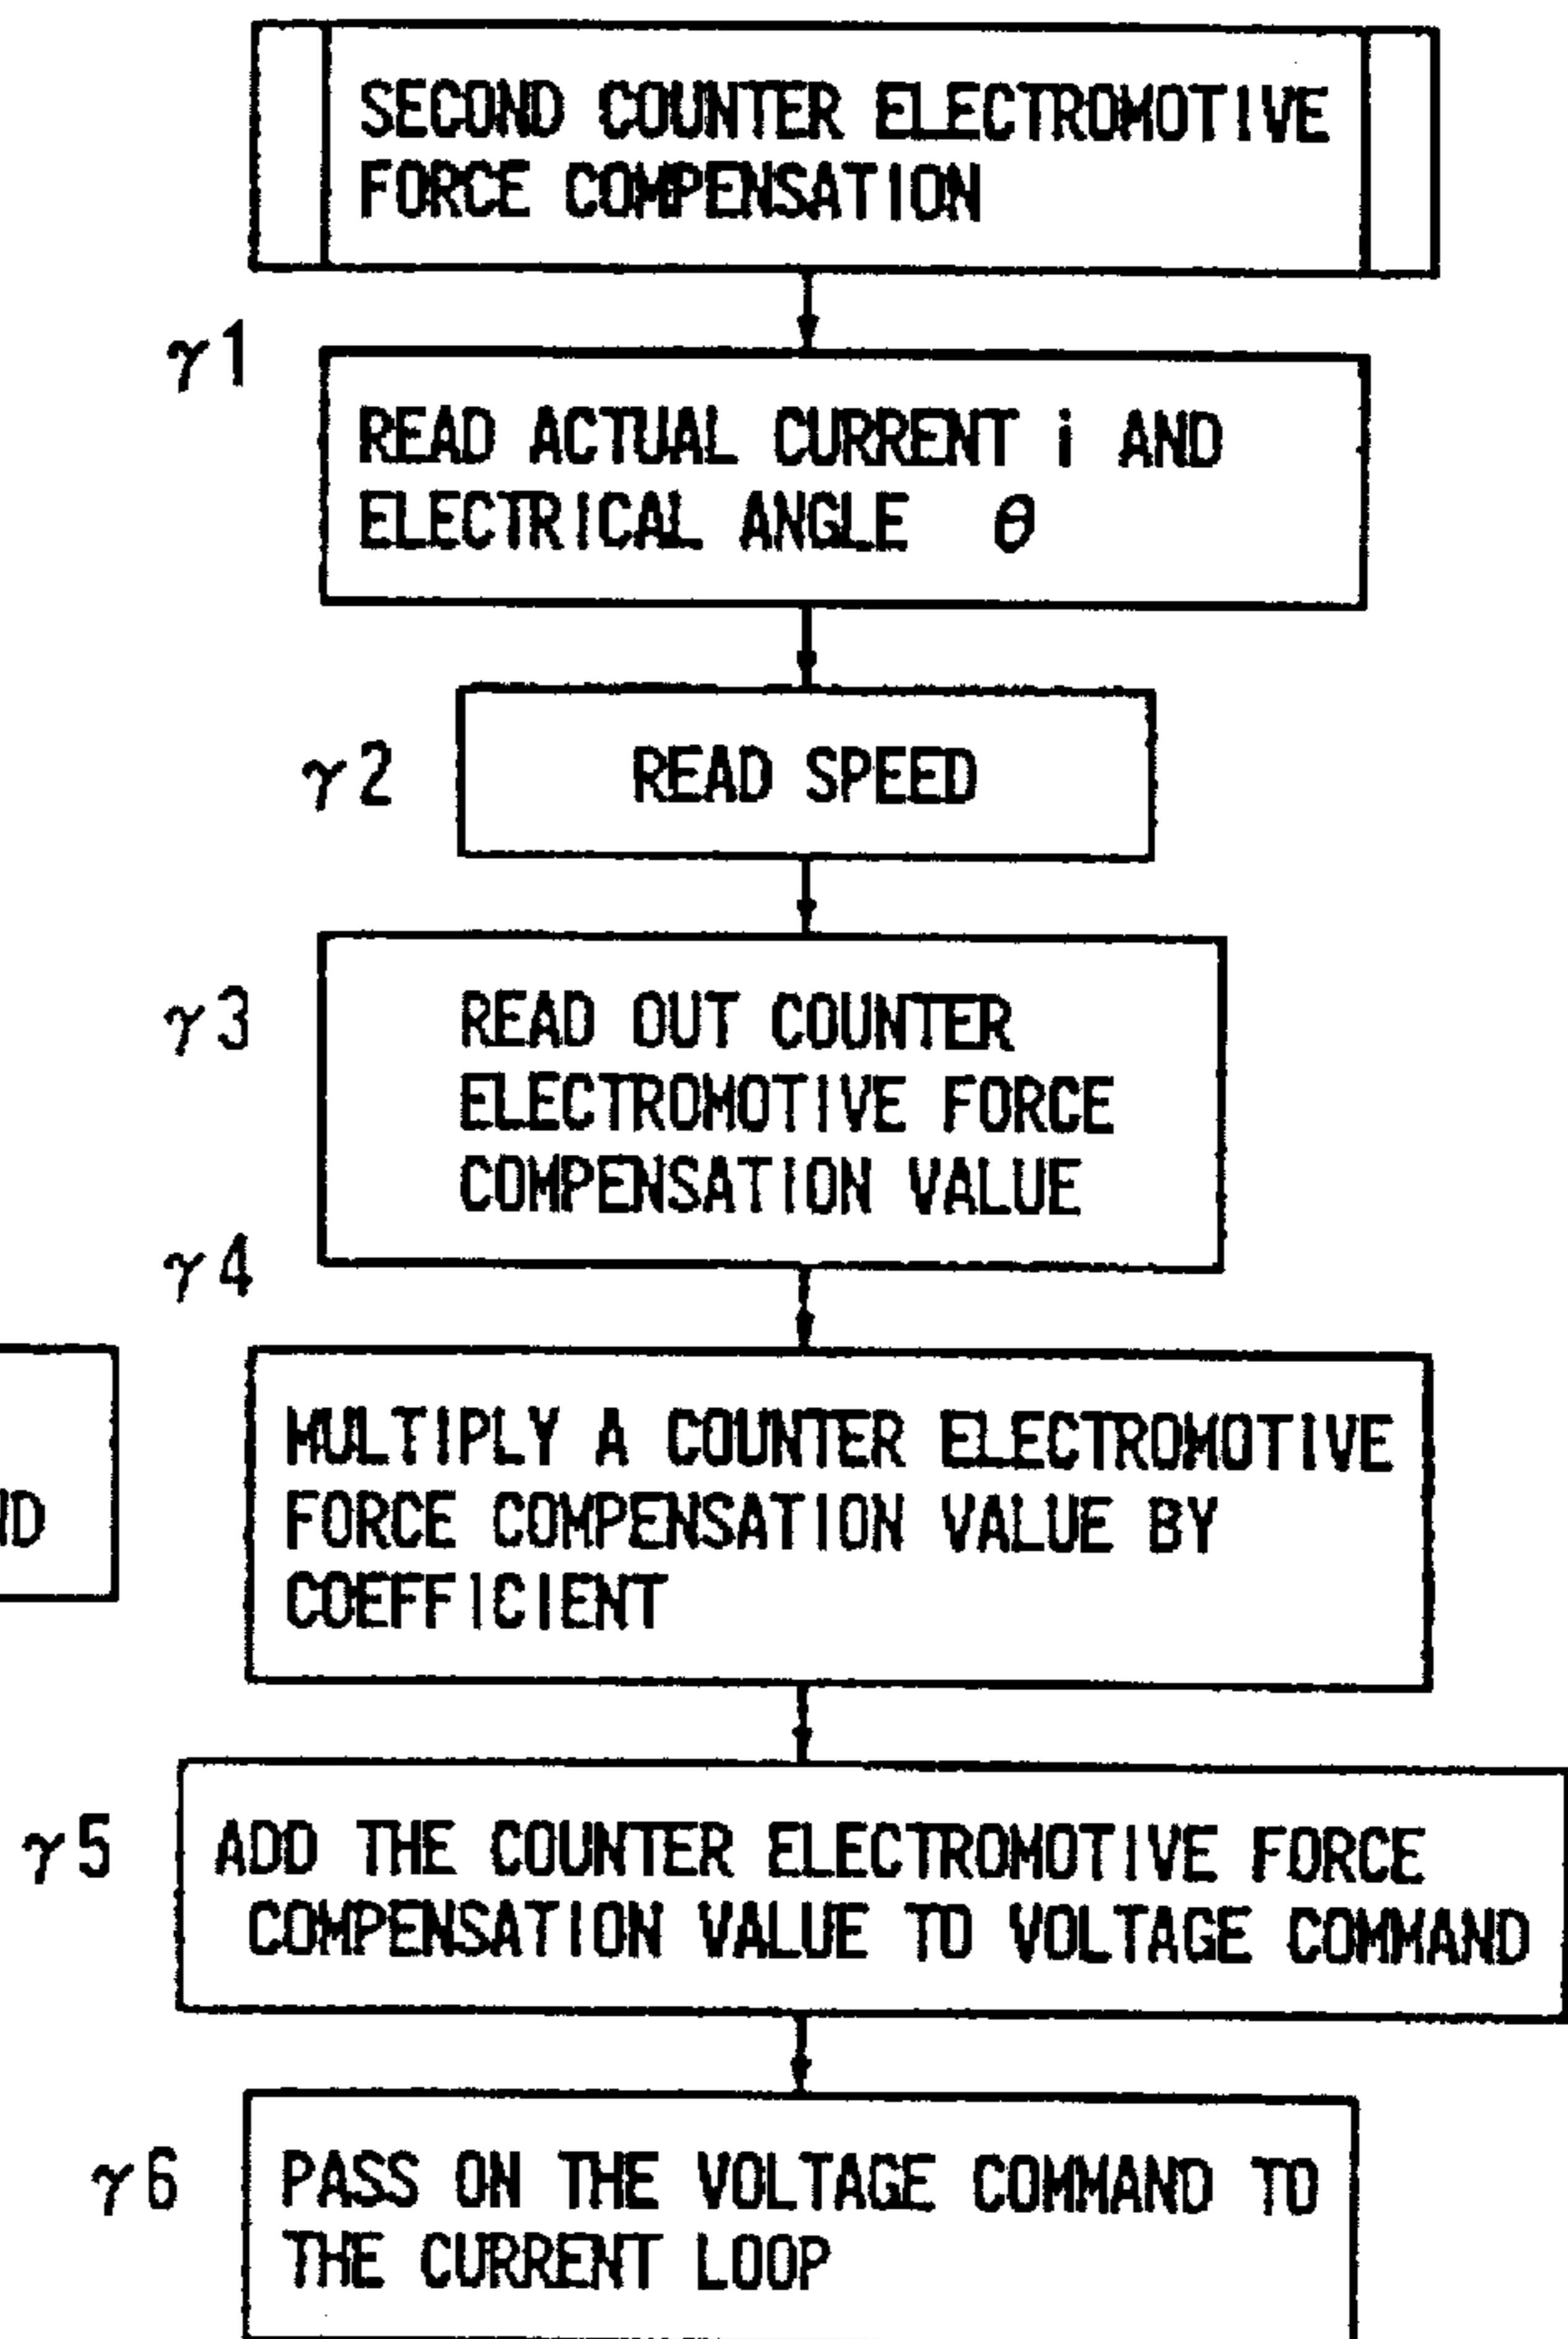 SECOND COUNTER ELECTROMOTIVE
FORCE COMPENSATION
γ1
READ ACTUAL CURRENT i AND
ELECTRICAL ANGLE θ
γ2
READ SPEED
γ3
READ OUT COUNTER
ELECTROMOTIVE FORCE
COMPENSATION VALUE
γ4
MULTIPLY A COUNTER ELECTROMOTIVE
FORCE COMPENSATION VALUE BY
COEFFICIENT
γ5
ADD THE COUNTER ELECTROMOTIVE FORCE
COMPENSATION VALUE TO VOLTAGE COMMAND
γ6
PASS ON THE VOLTAGE COMMAND TO
THE CURRENT LOOP